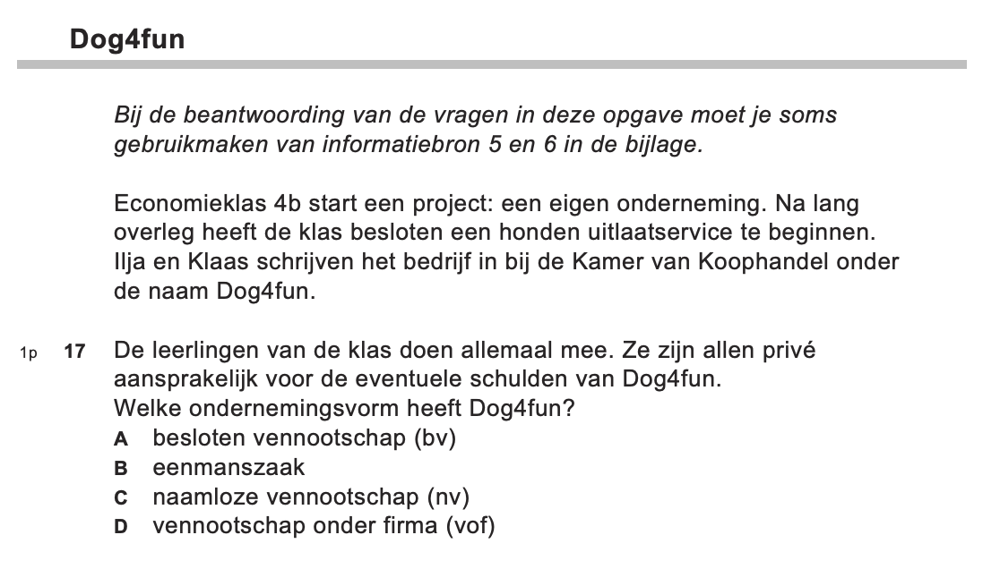 Dog4fun
Bij de beantwoording van de vragen in deze opgave moet je soms
gebruikmaken van informatiebron 5 en 6 in de bijlage.
Economieklas 4b start een project: een eigen onderneming. Na lang
overleg heeft de klas besloten een honden uitlaatservice te beginnen.
Ilja en Klaas schrijven het bedrijf in bij de Kamer van Koophandel onder
de naam Dog4fun.
1p 17 De leerlingen van de klas doen allemaal mee. Ze zijn allen privé
aansprakelijk voor de eventuele schulden van Dog4fun.
Welke ondernemingsvorm heeft Dog4fun?
A besloten vennootschap (bv)
B eenmanszaak
C naamloze vennootschap (nv)
D vennootschap onder firma (vof)